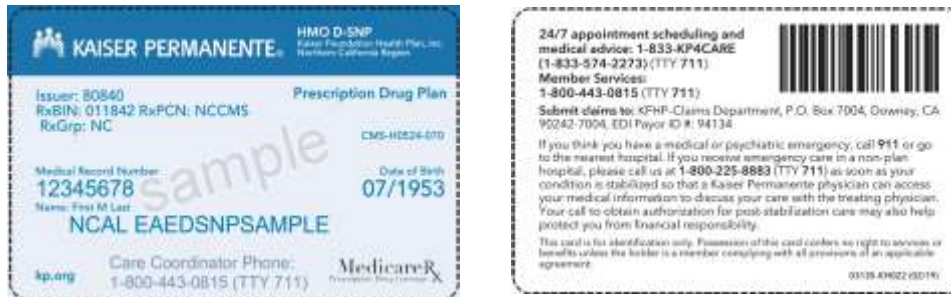 KAISER PERMANENTE®
HMO D-SNP
Kaiser Foundation Health Plan, Inc.
Northern California Region
Issuer: 80840
RxBIN: 011842 RxPCN: NCCMS
RxGrp: NC
Prescription Drug Plan
CMS-H0524-070
sample
Medical Record Number
12345678
Date of Birth
07/1953
Name: First M Last
NCAL EAEDSNPSAMPLE
kp.org
Care Coordinator Phone:
1-800-443-0815 (TTY 711)
MedicareRx
Prescription Drug Coverage
24/7 appointment scheduling and
medical advice: 1-833-KP4CARE
(1-833-574-2273) (TTY 711)
Member Services:
1-800-443-0815 (TTY 711)
Submit claims to: KFHP-Claims Department, P.O. Box 7004, Downey, CA
90242-7004, EDI Payor ID #: 94134
If you think you have a medical or psychiatric emergency, call 911 or go
to the nearest hospital. If you receive emergency care in a non-plan
hospital, please call us at 1-800-225-8883 (TTY 711) as soon as your
condition is stabilized so that a Kaiser Permanente physician can access
your medical information to discuss your care with the treating physician.
Your call to obtain authorization for post-stabilization care may also help
protect you from financial responsibility.
This card is for identification only. Possession of this card confers no right to services or
benefits unless the holder is a member complying with all provisions of an applicable
agreement.